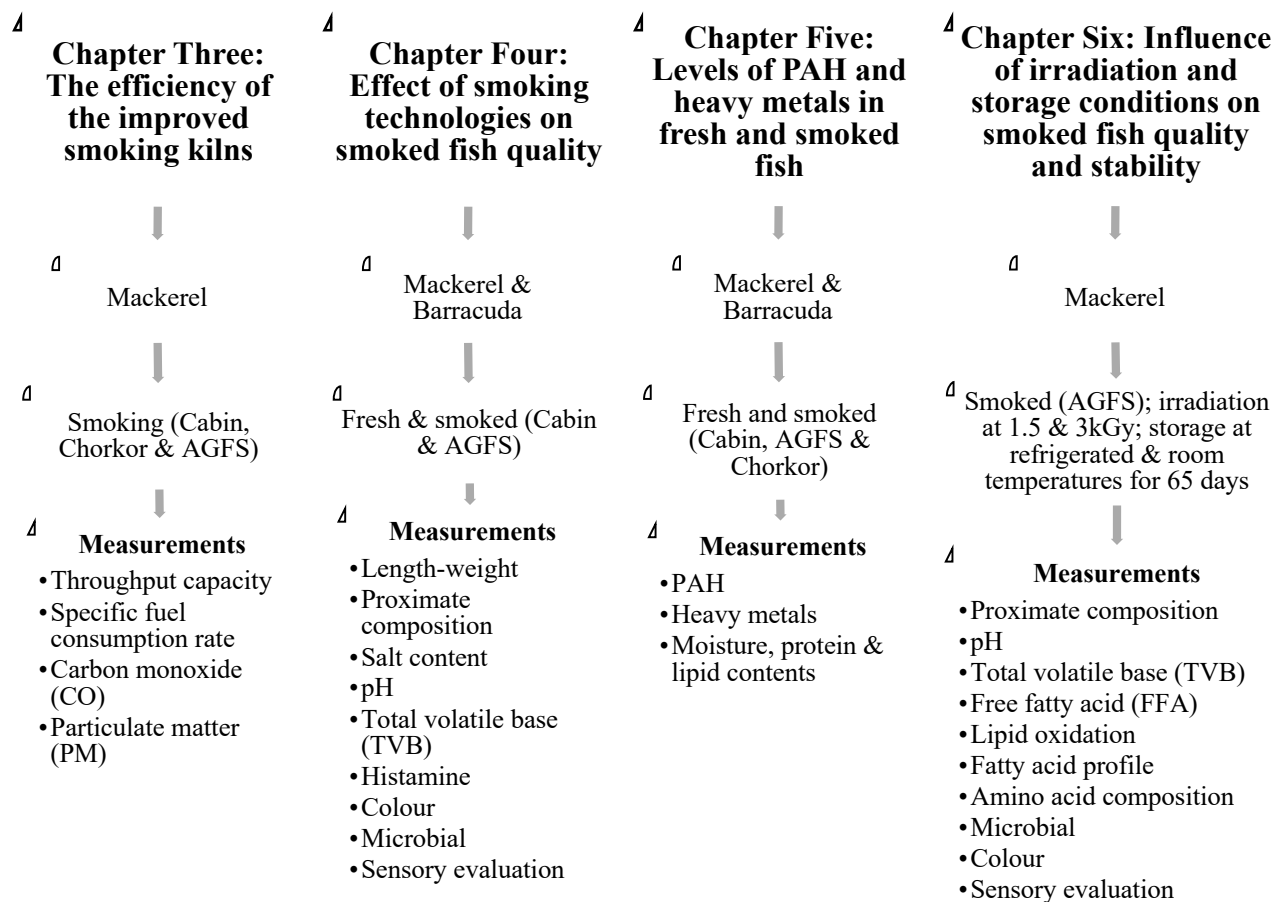 Chapter Three:
The efficiency of
the improved
smoking kilns
Mackerel
Smoking (Cabin,
Chorkor & AGFS)
Measurements
•Throughput capacity
•Specific fuel
consumption rate
•Carbon monoxide
(CO)
•Particulate matter
(PM)
Chapter Four:
Effect of smoking
technologies on
smoked fish quality
Mackerel &
Barracuda
Fresh & smoked (Cabin
& AGFS)
Measurements
•Length-weight
•Proximate
composition
•Salt content
•pH
•Total volatile base
(TVB)
•Histamine
•Colour
•Microbial
•Sensory evaluation
Chapter Five:
Levels of PAH and
heavy metals in
fresh and smoked
fish
Mackerel &
Barracuda
Fresh and smoked
(Cabin, AGFS &
Chorkor)
Measurements
•PAH
•Heavy metals
•Moisture, protein &
lipid contents
Chapter Six: Influence
of irradiation and
storage conditions on
smoked fish quality
and stability
Mackerel
Smoked (AGFS); irradiation
at 1.5 & 3kGy; storage at
refrigerated & room
temperatures for 65 days
Measurements
•Proximate composition
•pH
•Total volatile base (TVB)
•Free fatty acid (FFA)
•Lipid oxidation
•Fatty acid profile
•Amino acid composition
•Microbial
•Colour
•Sensory evaluation